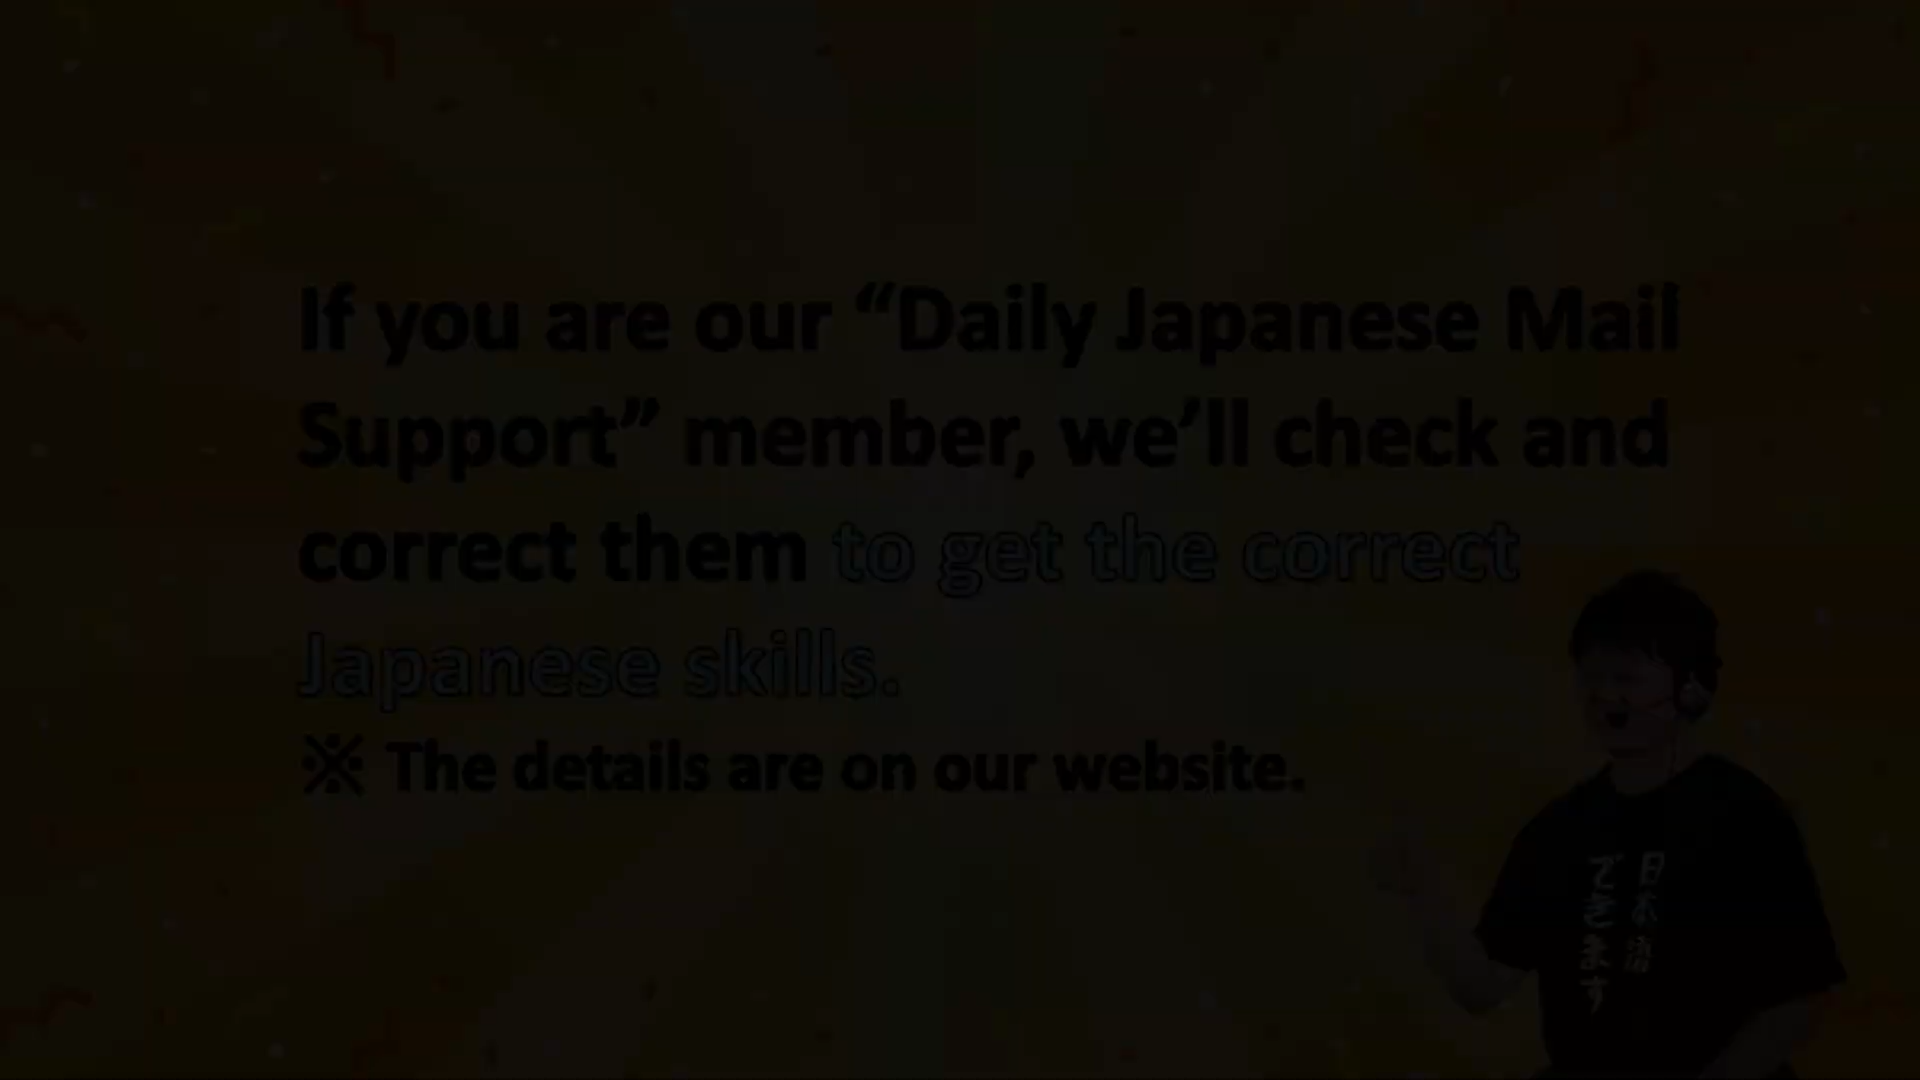 If you are our “Daily Japanese Mail
Support” member, we’ll check and
correct them to get the correct
Japanese skills.
※ The details are on our website.
日本酒
できます